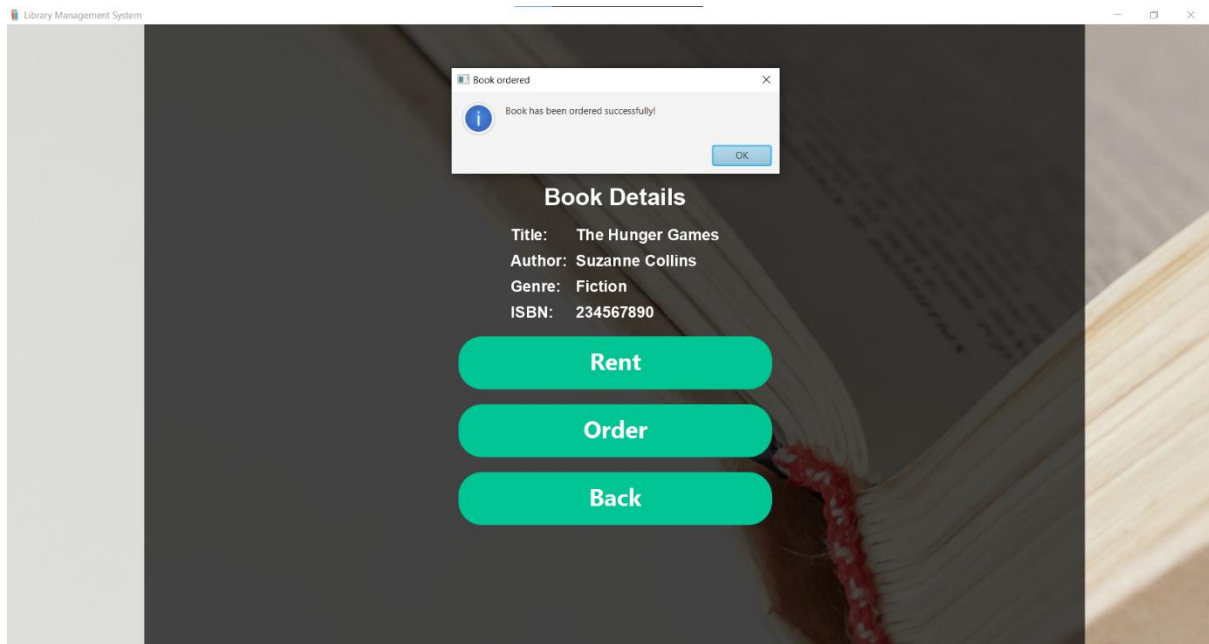 Library Management System
Book ordered
Book has been ordered successfully!
OK
Book Details
Title: The Hunger Games
Author: Suzanne Collins
Genre: Fiction
ISBN: 234567890
Rent
Order
Back